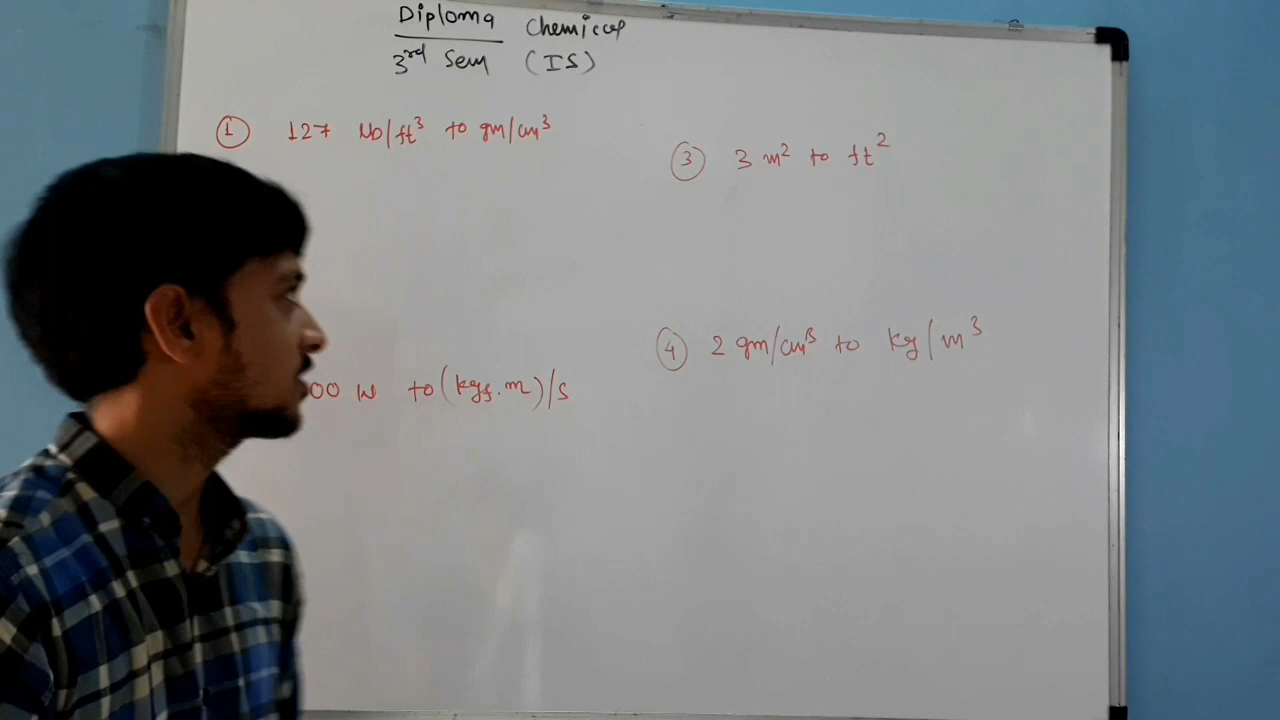 Diploma Chemical
3rd Sem (IS)
① 127 lb/ft³ to gm/cm³
③ 3 m² to ft²
④ 2 gm/cm³ to kg/m³
00 W to (kgf.m)/s